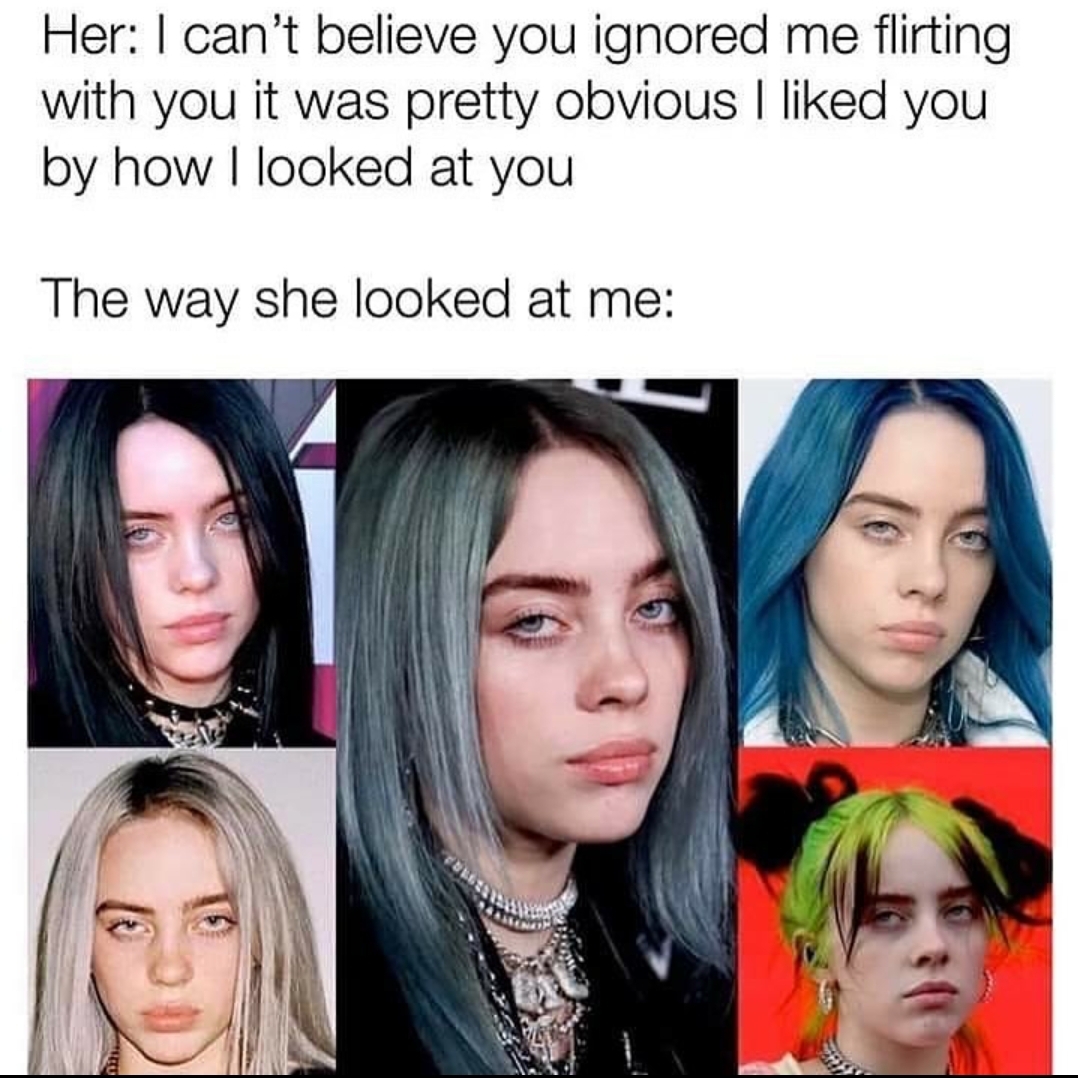 Her: I can’t believe you ignored me flirting
with you it was pretty obvious I liked you
by how I looked at you
The way she looked at me: